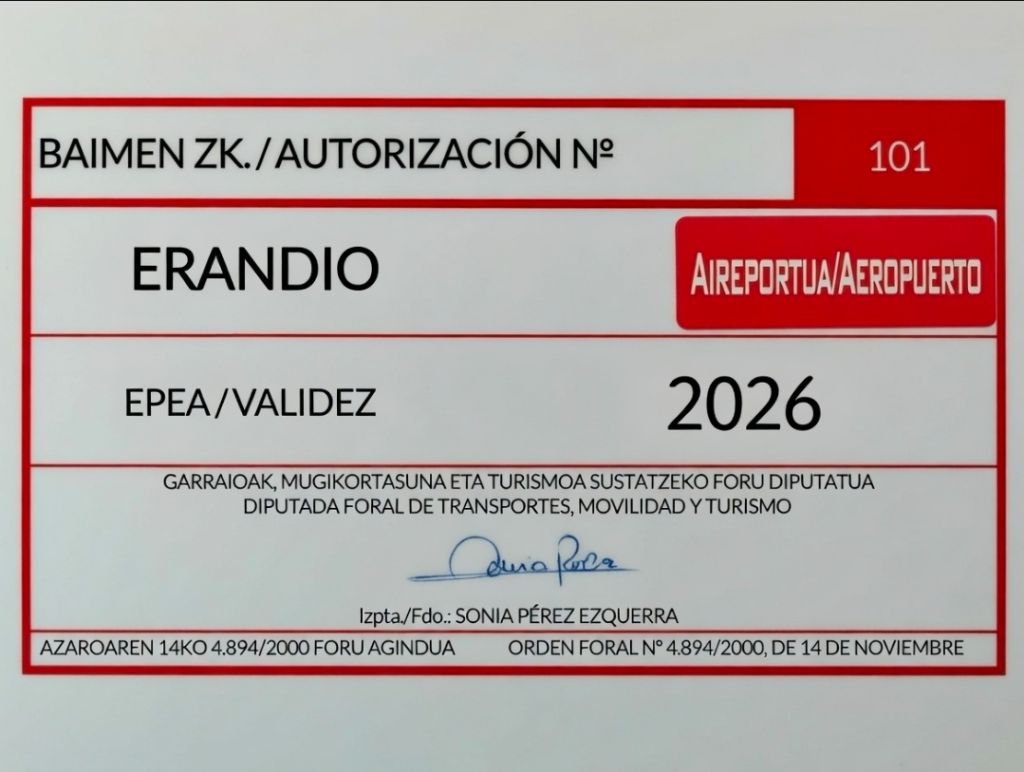 BAIMEN ZK./AUTORIZACIÓN Nº 101
ERANDIO
AIREPORTUA/AEROPUERTO
EPEA/VALIDEZ 2026
GARRAIOAK, MUGIKORTASUNA ETA TURISMOA SUSTATZEKO FORU DIPUTATUA
DIPUTADA FORAL DE TRANSPORTES, MOVILIDAD Y TURISMO
Izpta./Fdo.: SONIA PÉREZ EZQUERRA
AZAROAREN 14KO 4.894/2000 FORU AGINDUA ORDEN FORAL Nº 4.894/2000, DE 14 DE NOVIEMBRE